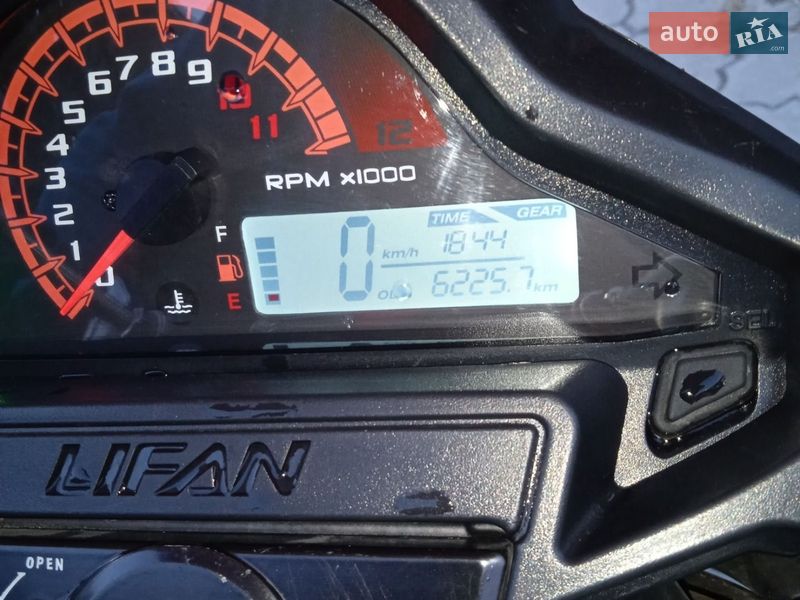 auto RIA.com
0 1 2 3 4 5 6 7 8 9 10 11 12
RPM x1000
TIME GEAR
F
0 km/h 1844
E
6225.7 km
SEL
LIFAN
OPEN